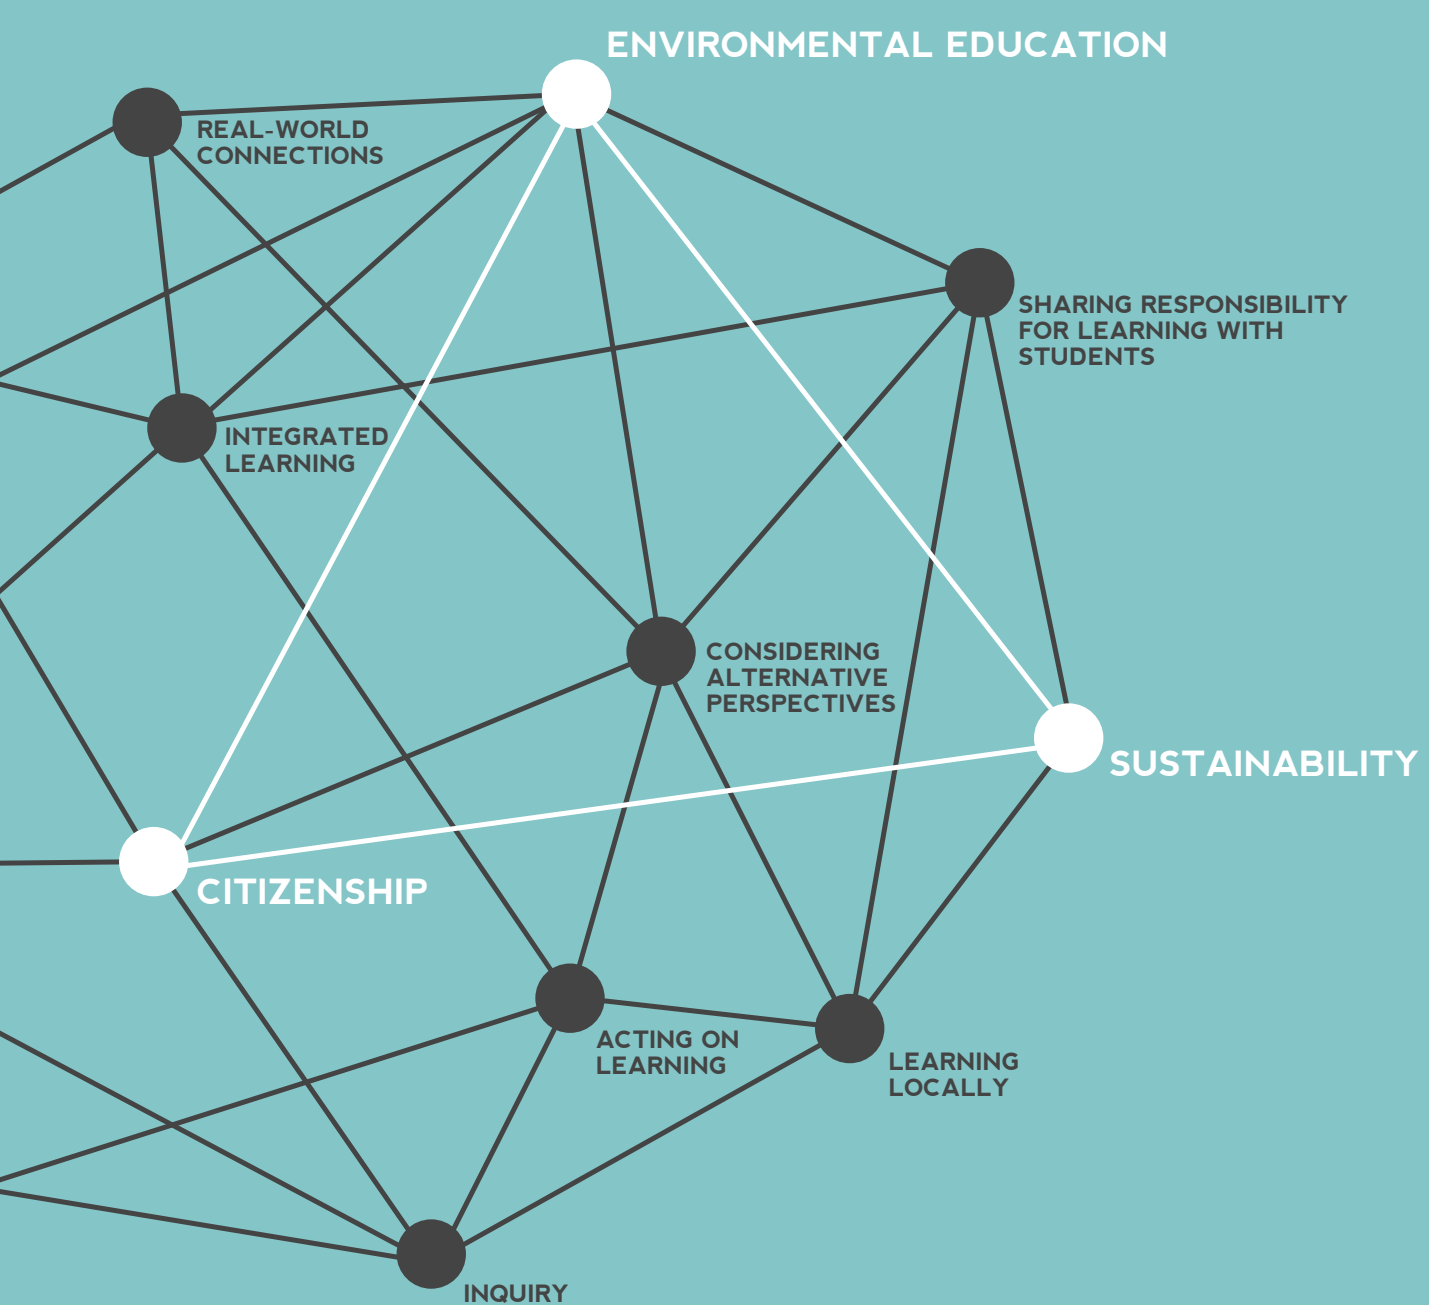 ENVIRONMENTAL EDUCATION
REAL-WORLD
CONNECTIONS
SHARING RESPONSIBILITY
FOR LEARNING WITH
STUDENTS
INTEGRATED
LEARNING
CONSIDERING
ALTERNATIVE
PERSPECTIVES
SUSTAINABILITY
CITIZENSHIP
ACTING ON
LEARNING
LEARNING
LOCALLY
INQUIRY